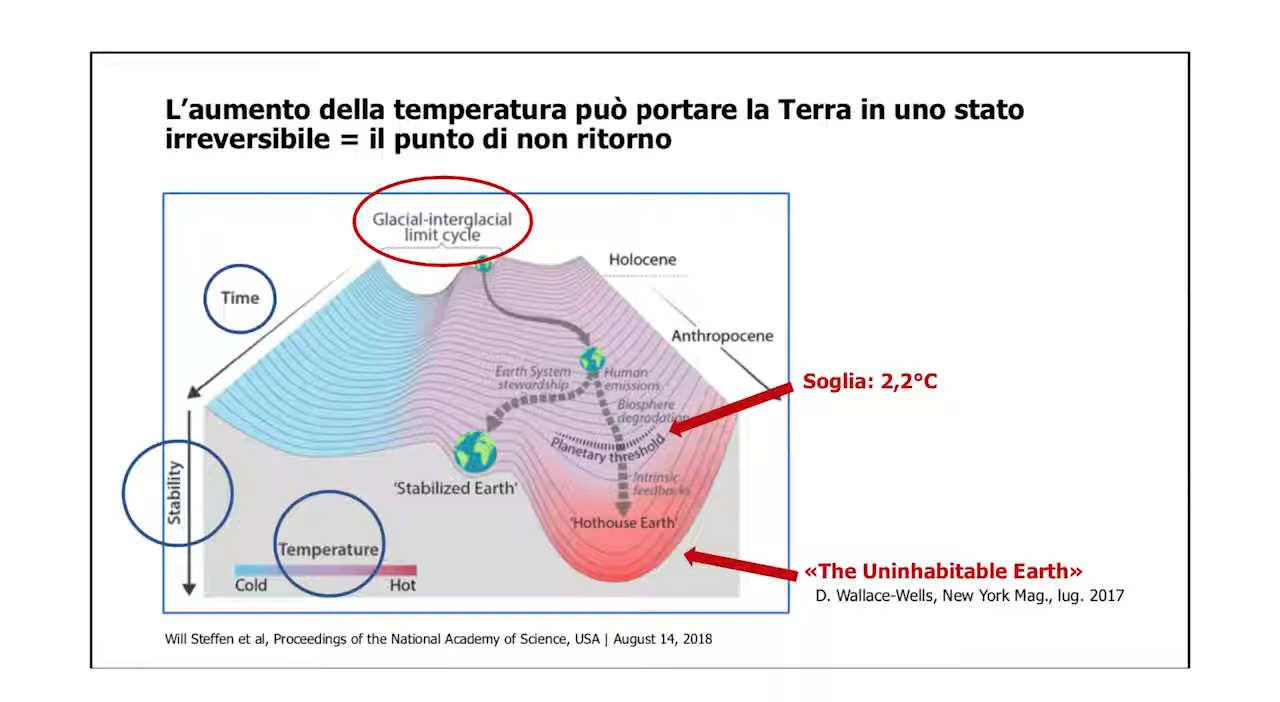 L’aumento della temperatura può portare la Terra in uno stato
irreversibile = il punto di non ritorno
Glacial-interglacial
limit cycle
Holocene
Time
Anthropocene
Earth System
stewardship
Human
emissions
Soglia: 2,2°C
Biosphere
degradation
Planetary threshold
Stability
Intrinsic
feedbacks
'Stabilized Earth'
'Hothouse Earth'
Temperature
Cold
Hot
«The Uninhabitable Earth»
D. Wallace-Wells, New York Mag., lug. 2017
Will Steffen et al, Proceedings of the National Academy of Science, USA | August 14, 2018